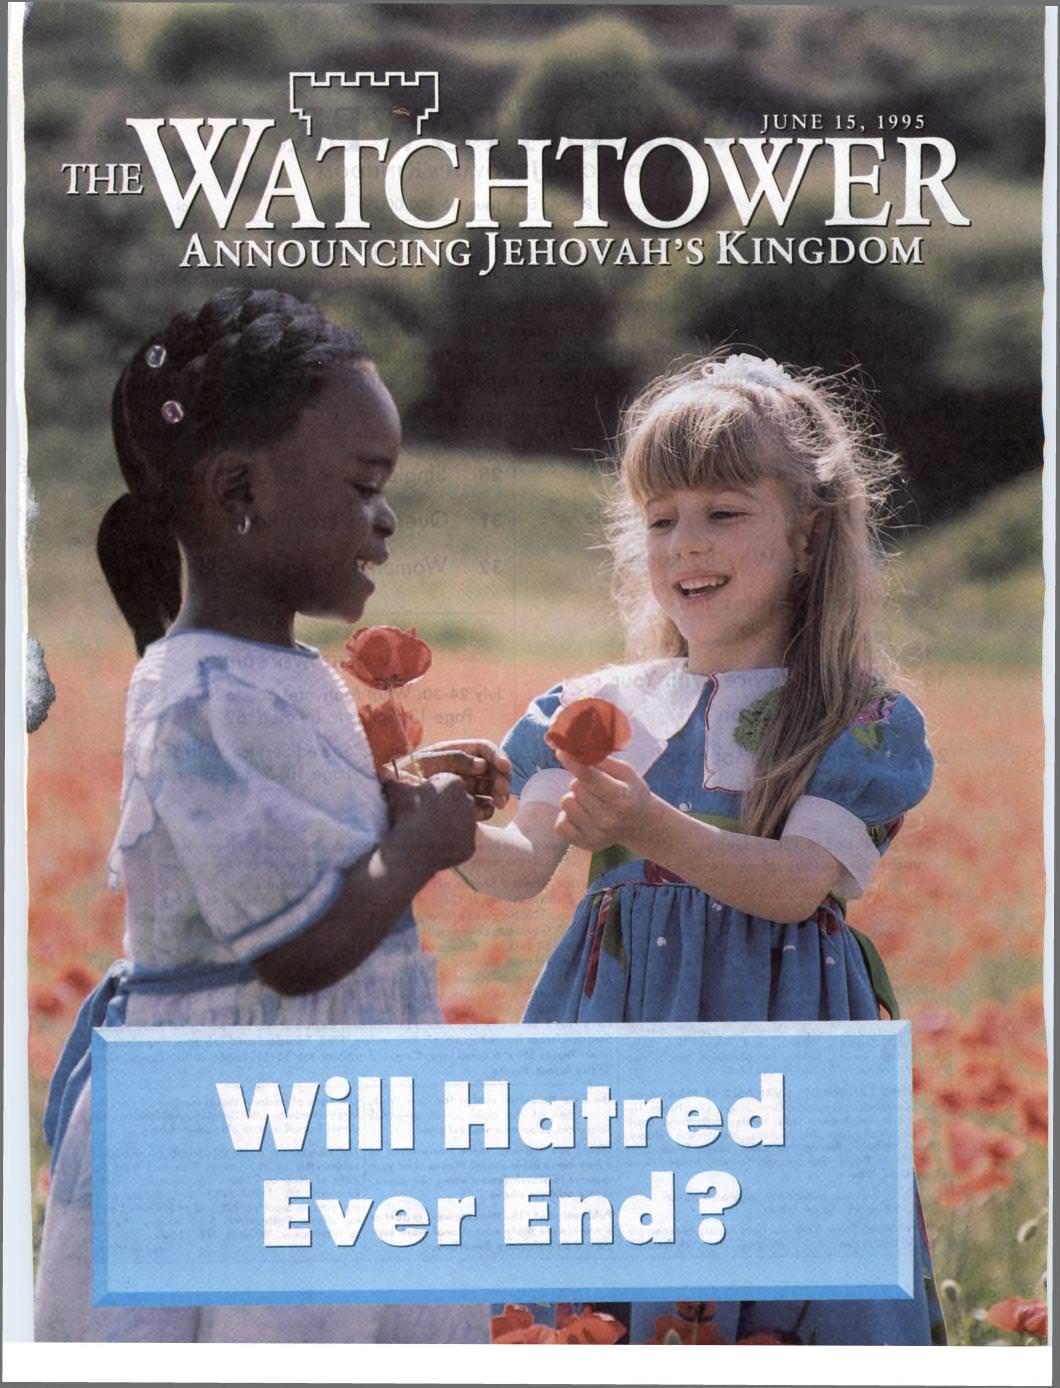 JUNE 15, 1995
THE WATCHTOWER
ANNOUNCING JEHOVAH'S KINGDOM
Will Hatred
Ever End?